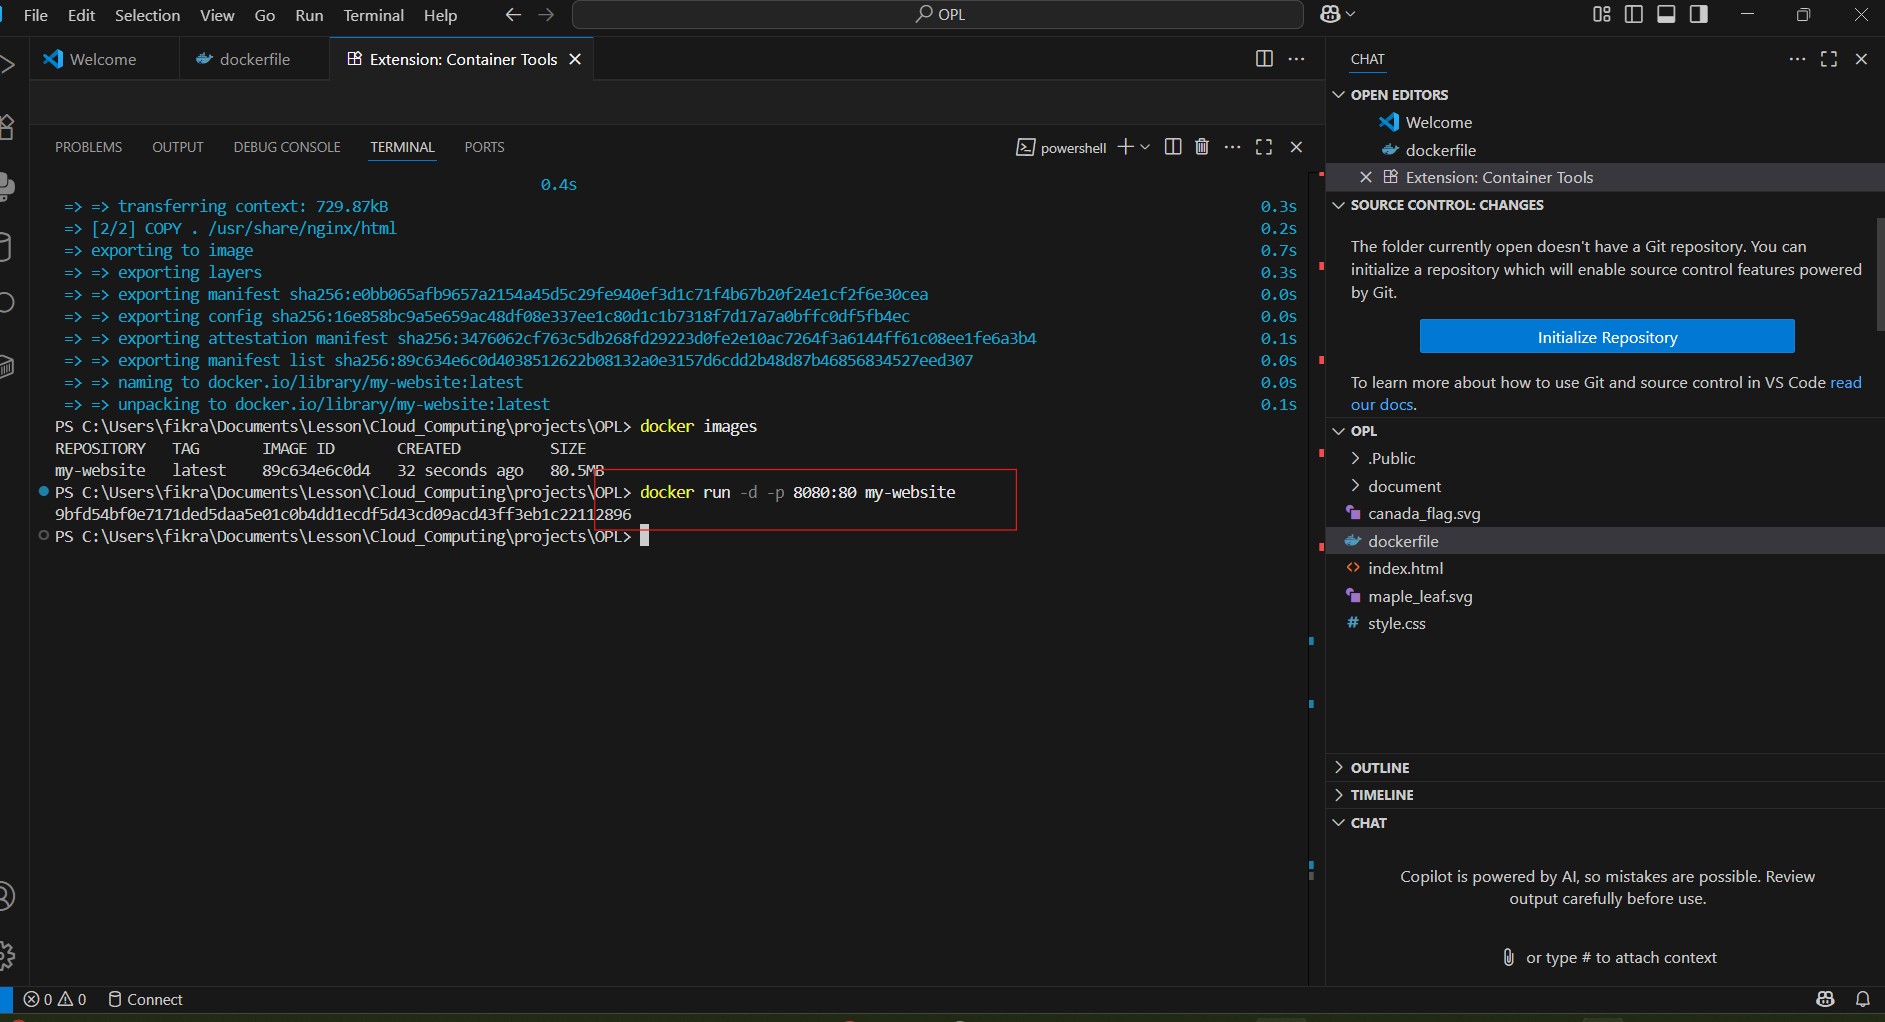 File Edit Selection View Go Run Terminal Help OPL
Welcome dockerfile Extension: Container Tools
PROBLEMS OUTPUT DEBUG CONSOLE TERMINAL PORTS powershell
0.4s
=> => transferring context: 729.87kB 0.3s
=> [2/2] COPY . /usr/share/nginx/html 0.2s
=> exporting to image 0.7s
=> => exporting layers 0.3s
=> => exporting manifest sha256:e0bb065afb9657a2154a45d5c29fe940ef3d1c71f4b67b20f24e1cf2f6e30cea 0.0s
=> => exporting config sha256:16e858bc9a5e659ac48df08e337ee1c80d1c1b7318f7d17a7a0bffc0df5fb4ec 0.0s
=> => exporting attestation manifest sha256:3476062cf763c5db268fd29223d0fe2e10ac7264f3a6144ff61c08ee1fe6a3b4 0.1s
=> => exporting manifest list sha256:89c634e6c0d4038512622b08132a0e3157d6cdd2b48d87b46856834527eed307 0.0s
=> => naming to docker.io/library/my-website:latest 0.0s
=> => unpacking to docker.io/library/my-website:latest 0.1s
PS C:\Users\fikra\Documents\Lesson\Cloud_Computing\projects\OPL> docker images
REPOSITORY TAG IMAGE ID CREATED SIZE
my-website latest 89c634e6c0d4 32 seconds ago 80.5MB
PS C:\Users\fikra\Documents\Lesson\Cloud_Computing\projects\OPL> docker run -d -p 8080:80 my-website
9bfd54bf0e7171ded5daa5e01c0b4dd1ecdf5d43cd09acd43ff3eb1c22112896
PS C:\Users\fikra\Documents\Lesson\Cloud_Computing\projects\OPL>
CHAT
OPEN EDITORS
Welcome
dockerfile
Extension: Container Tools
SOURCE CONTROL: CHANGES
The folder currently open doesn't have a Git repository. You can
initialize a repository which will enable source control features powered
by Git.
Initialize Repository
To learn more about how to use Git and source control in VS Code read
our docs.
OPL
.Public
document
canada_flag.svg
dockerfile
index.html
maple_leaf.svg
style.css
OUTLINE
TIMELINE
CHAT
Copilot is powered by AI, so mistakes are possible. Review
output carefully before use.
or type # to attach context
0 0 Connect